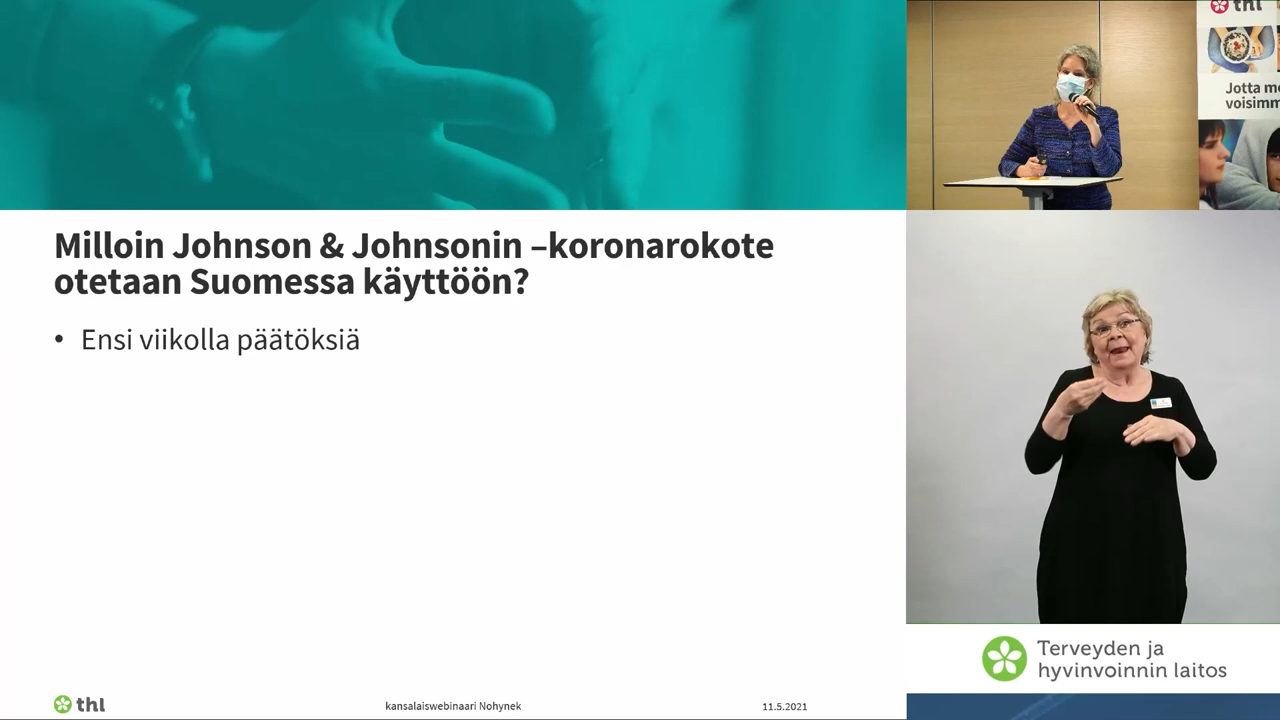 Milloin Johnson & Johnsonin –koronarokote
otetaan Suomessa käyttöön?
• Ensi viikolla päätöksiä
thl
kansalaiswebinaari Nohynek
11.5.2021
thl
Jotta
voisimm
Terveyden ja
hyvinvoinnin laitos